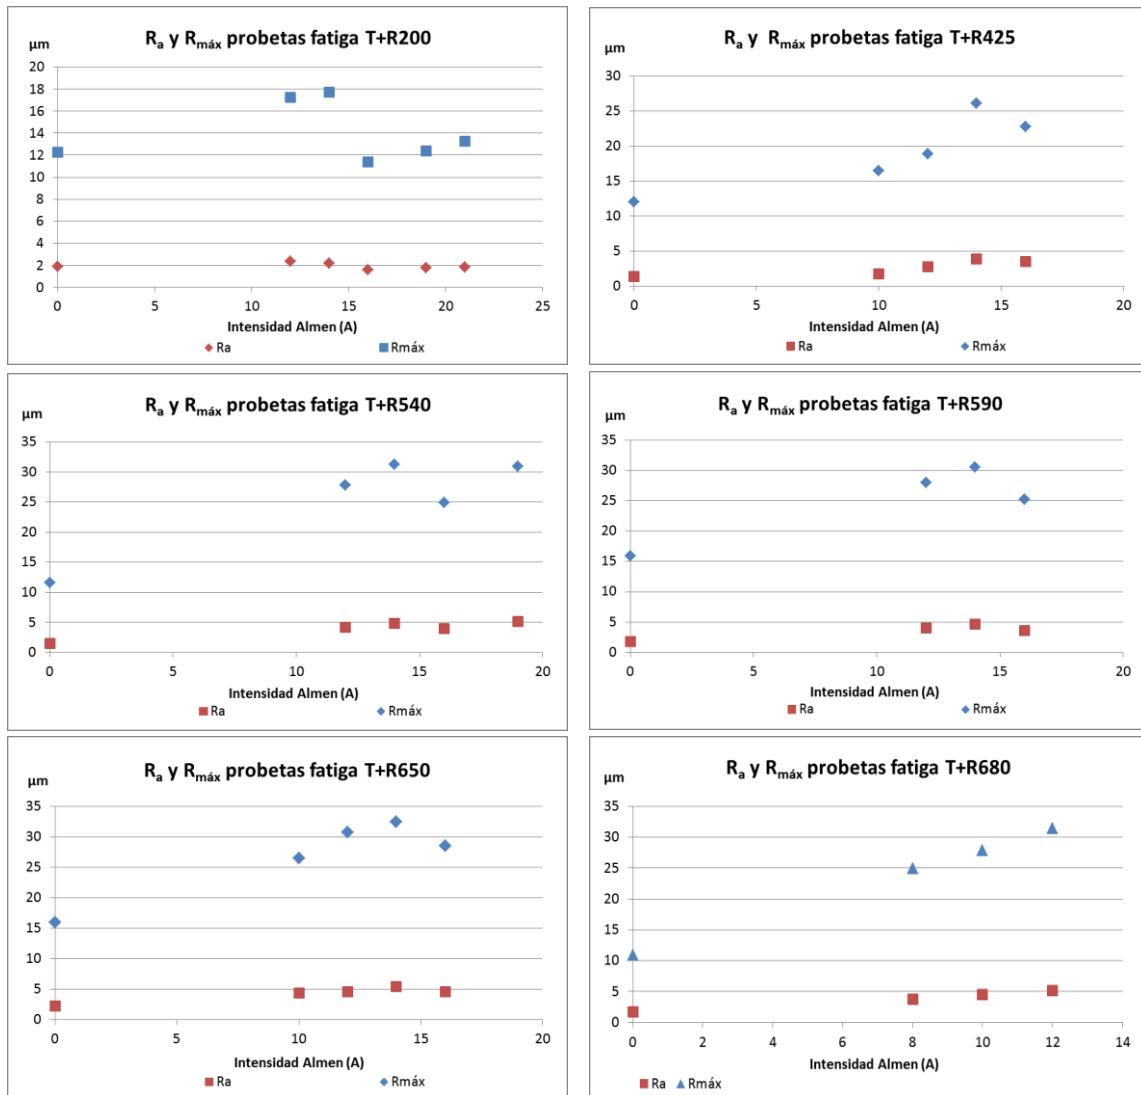 Ra y Rmáx probetas fatiga T+R200
µm
20
18
16
14
12
10
8
6
4
2
0
0 5 10 15 20 25
Intensidad Almen (A)
Ra Rmáx
Ra y Rmáx probetas fatiga T+R425
µm
30
25
20
15
10
5
0
0 5 10 15 20
Intensidad Almen (A)
Ra Rmáx
Ra y Rmáx probetas fatiga T+R540
µm
35
30
25
20
15
10
5
0
0 5 10 15 20
Intensidad Almen (A)
Ra Rmáx
Ra y Rmáx probetas fatiga T+R590
µm
35
30
25
20
15
10
5
0
0 5 10 15 20
Intensidad Almen (A)
Ra Rmáx
Ra y Rmáx probetas fatiga T+R650
µm
35
30
25
20
15
10
5
0
0 5 10 15 20
Intensidad Almen (A)
Ra Rmáx
Ra y Rmáx probetas fatiga T+R680
µm
35
30
25
20
15
10
5
0
0 2 4 6 8 10 12 14
Intensidad Almen (A)
Ra Rmáx